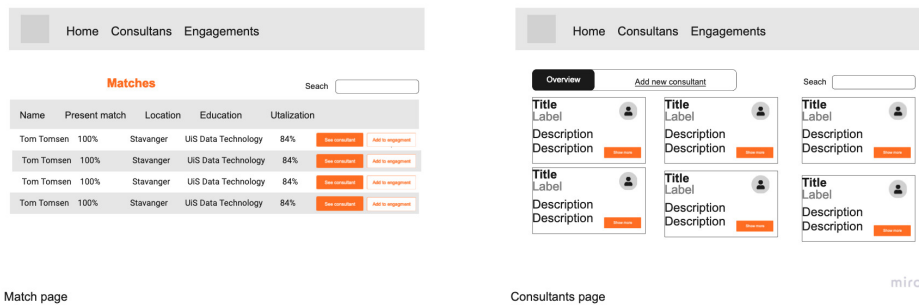 Home Consultans Engagements
Matches
Seach
Name Present match Location Education Utalization
Tom Tomsen 100% Stavanger UiS Data Technology 84% See consultant Add to engagment
Tom Tomsen 100% Stavanger UiS Data Technology 84% See consultant Add to engagment
Tom Tomsen 100% Stavanger UiS Data Technology 84% See consultant Add to engagment
Tom Tomsen 100% Stavanger UiS Data Technology 84% See consultant Add to engagment
Match page
Home Consultans Engagements
Overview Add new consultant Seach
Title
Label
Description
Description Show more
Title
Label
Description
Description Show more
Title
Label
Description
Description Show more
Title
Label
Description
Description Show more
Title
Label
Description
Description Show more
Title
Label
Description
Description Show more
Consultants page
miro